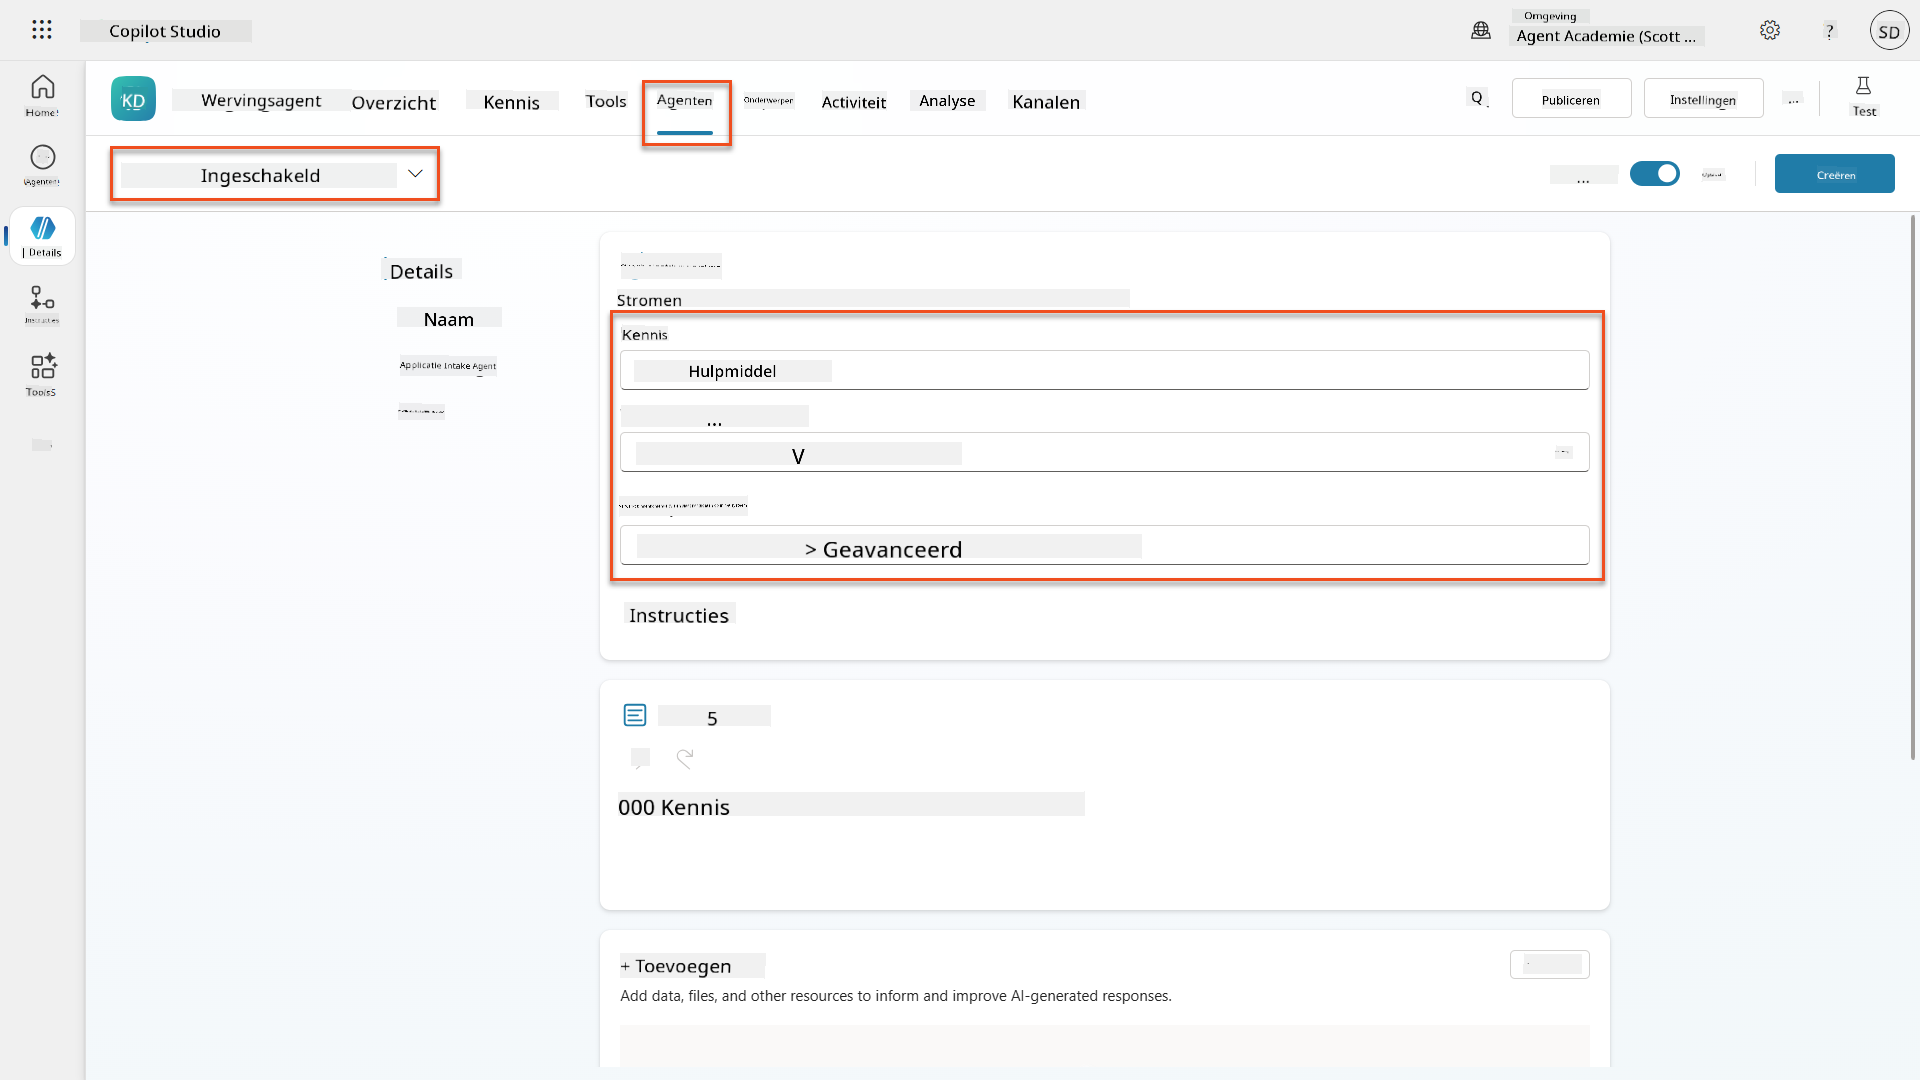 Copilot Studio
Omgeving
Agent Academie (Scott ...
?
SD
KD
Wervingsagent
Overzicht
Kennis
Tools
Agenten
Onderwerpen
Activiteit
Analyse
Kanalen
Q
Publiceren
Instellingen
...
Test
Home
Agenten
| Details
Instructies
Tools
Ingeschakeld
...
Creëren
Details
Naam
Applicatie Intake Agent
Stromen
Kennis
Hulpmiddel
...
V
> Geavanceerd
Instructies
5
000 Kennis
+ Toevoegen
Add data, files, and other resources to inform and improve AI-generated responses.